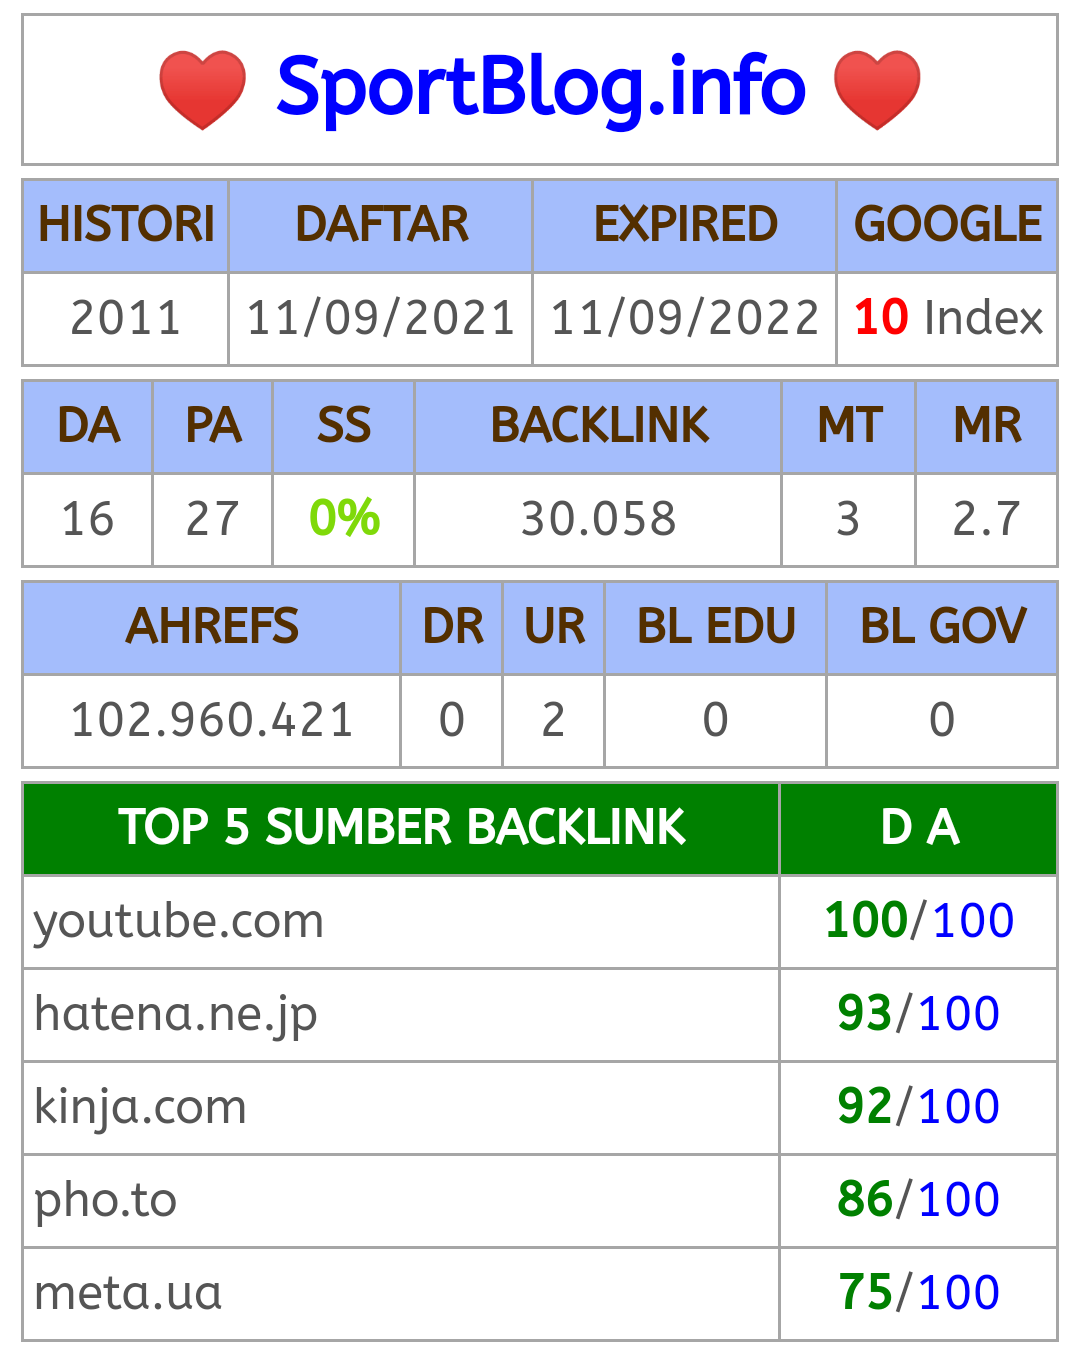 SportBlog.info
HISTORI DAFTAR EXPIRED GOOGLE
2011 11/09/2021 11/09/2022 10 Index
DA PA SS BACKLINK MT MR
16 27 0% 30.058 3 2.7
AHREFS DR UR BL EDU BL GOV
102.960.421 0 2 0 0
TOP 5 SUMBER BACKLINK D A
youtube.com 100/100
hatena.ne.jp 93/100
kinja.com 92/100
pho.to 86/100
meta.ua 75/100